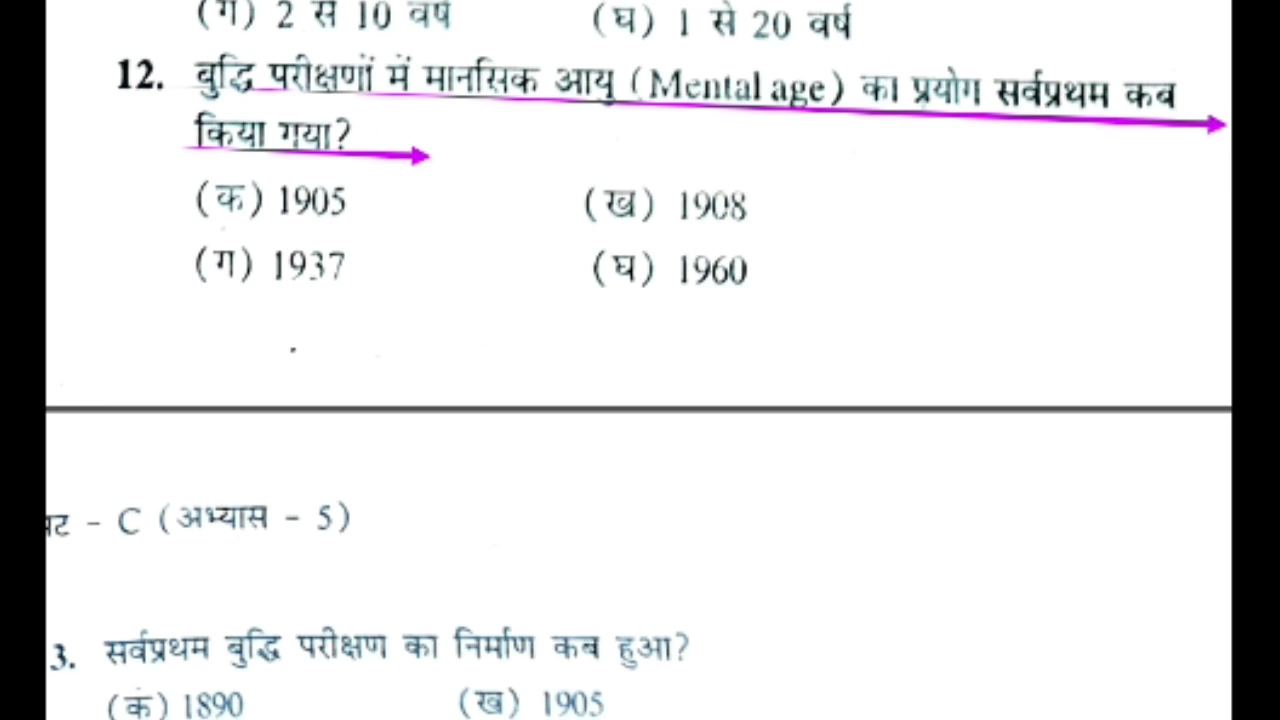 (ग) 2 से 10 वर्ष (घ) 1 से 20 वर्ष
12. बुद्धि परीक्षणों में मानसिक आयु (Mental age) का प्रयोग सर्वप्रथम कब
किया गया?
(क) 1905 (ख) 1908
(ग) 1937 (घ) 1960
- C (अभ्यास - 5)
3. सर्वप्रथम बुद्धि परीक्षण का निर्माण कब हुआ?
(क) 1890 (ख) 1905